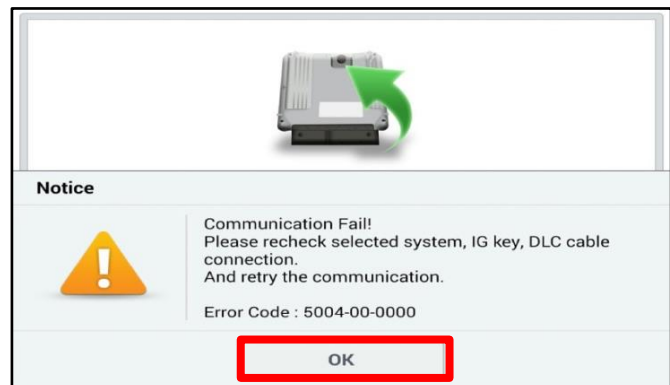 Notice
Communication Fail!
Please recheck selected system, IG key, DLC cable
connection.
And retry the communication.
Error Code : 5004-00-0000
OK